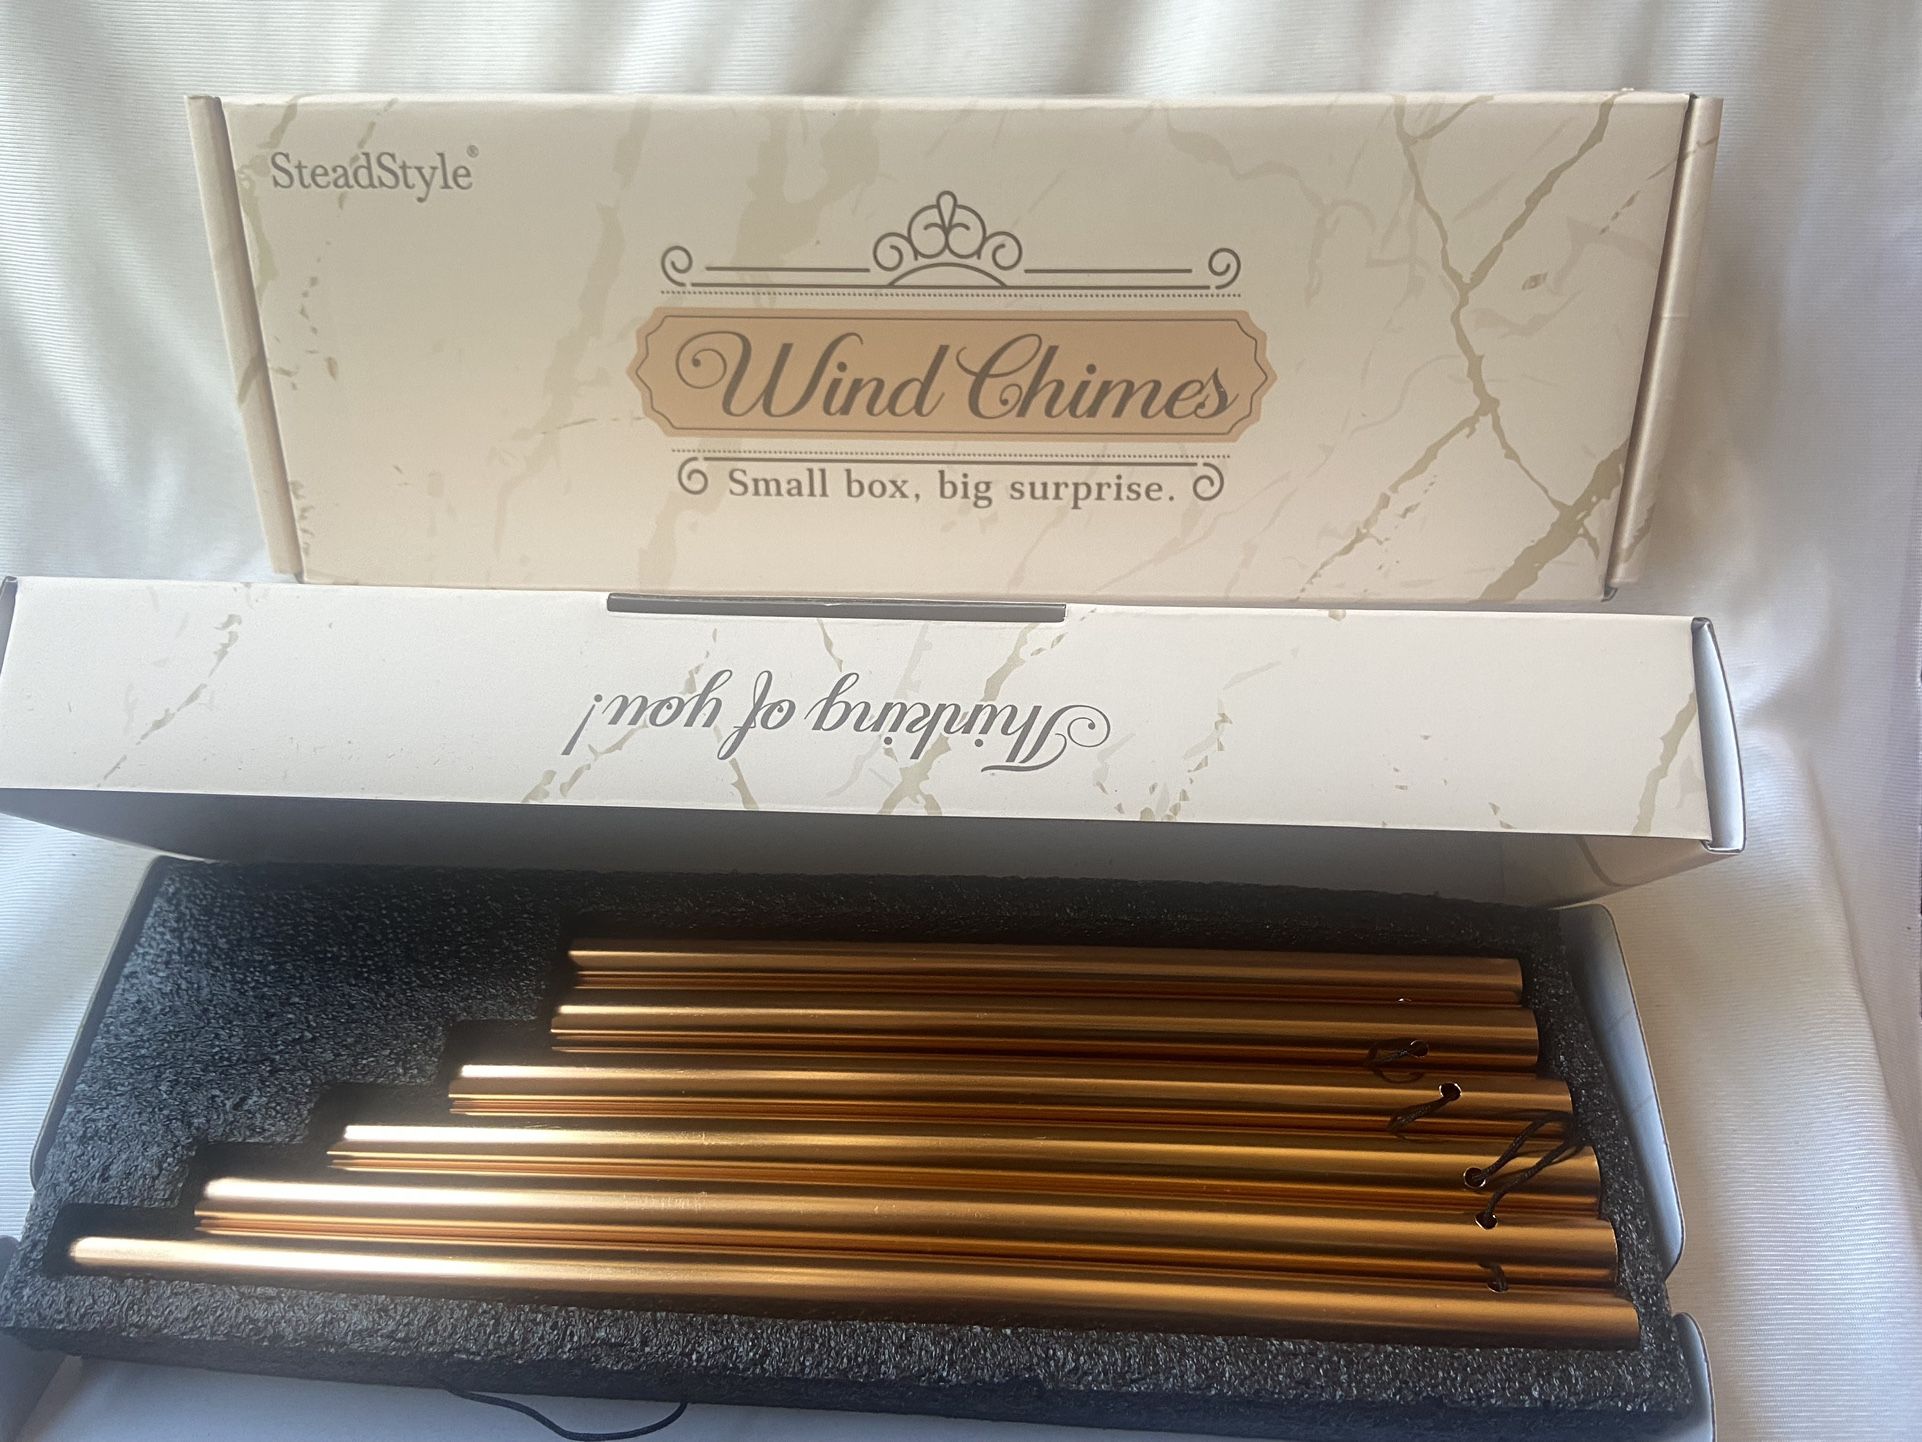 SteadStyle®
Wind Chimes
Small box, big surprise.
Thinking of you!